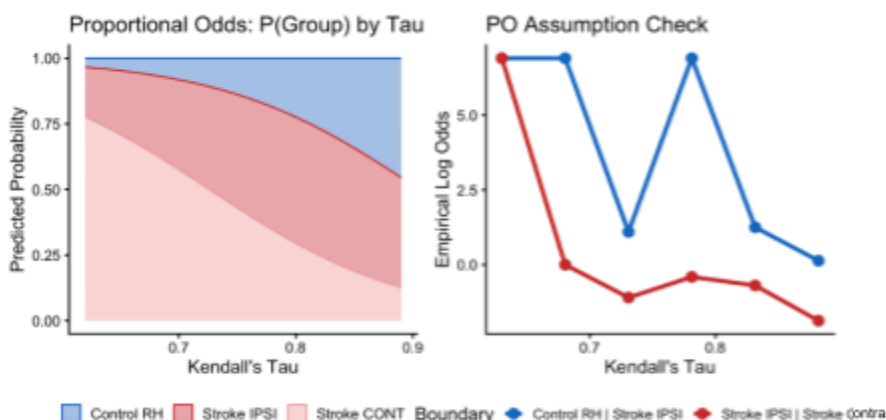 Proportional Odds: P(Group) by Tau
Predicted Probability
1.00
0.75
0.50
0.25
0.00
0.7
0.8
0.9
Kendall's Tau
PO Assumption Check
Empirical Log Odds
5.0
2.5
0.0
0.7
0.8
Kendall's Tau
Control RH Stroke IPSI Stroke CONT Boundary Control RH | Stroke IPSI Stroke IPSI | Stroke Contra